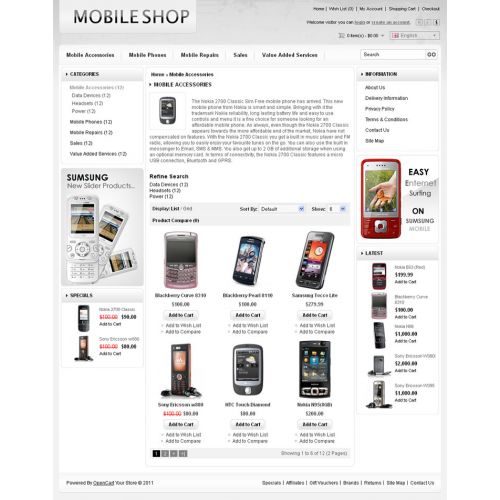 MOBILE SHOP
Home | Wish List (0) | My Account | Shopping Cart | Checkout
Welcome visitor you can login or create an account.
0 item(s) - $0.00
English
Mobile Accessories
Mobile Phones
Mobile Repairs
Sales
Value Added Services
Search
GO
CATEGORIES
Mobile Accessories (12)
Data Devices (12)
Headsets (12)
Power (12)
Mobile Phones (12)
Mobile Repairs (12)
Sales (12)
Value Added Services (12)
SUMSUNG
New Slider Products...
SPECIALS
Nokia 2700 Classic
$100.00 $90.00
Add to Cart
Sony Ericsson w880
$100.00 $80.00
Add to Cart
Home » Mobile Accessories
MOBILE ACCESSORIES
The Nokia 2700 Classic Sim Free mobile phone has arrived. This new
mobile phone from Nokia is smart and simple. Bringing with it the
trademark Nokia reliability, long lasting battery life and easy to use
controls and menu it is a fine choice for someone looking for an
affordable mobile phone. As always, even though the Nokia 2700 Classic
appears towards the more affordable end of the market, Nokia have not
compensated on features. With the Nokia 2700 Classic you get a built in music player and FM
radio, allowing you to easily enjoy your favourite tunes on the go. You can also use the built in
messenger to Email, SMS & MMS. You also get up to 2 GB of additional storage when using
an optional memory card. In terms of connectivity, the Nokia 2700 Classic features a micro
USB connection, Bluetooth and GPRS.
Refine Search
Data Devices (12)
Headsets (12)
Power (12)
Display: List / Grid
Sort By: Default
Show: 6
Product Compare (0)
Blackberry Curve 8310
$100.00
Add to Cart
Add to Wish List
Add to Compare
Blackberry Pearl 8110
$80.00
Add to Cart
Add to Wish List
Add to Compare
Samsung Tocco Lite
$279.99
Add to Cart
Add to Wish List
Add to Compare
Sony Ericsson w880
$100.00 $80.00
Add to Cart
Add to Wish List
Add to Compare
HTC Touch Diamond
$80.00
Add to Cart
Add to Wish List
Add to Compare
Nokia N95(8GB)
$200.00
Add to Cart
Add to Wish List
Add to Compare
1 2 > >|
Showing 1 to 6 of 12 (2 Pages)
INFORMATION
About Us
Delivery Information
Privacy Policy
Terms & Conditions
Contact Us
Site Map
EASY
Enternet
Surfing
ON
SUMSUNG
MOBILE
LATEST
Nokia E63 (Red)
$199.99
Add to Cart
Blackberry Curve 8310
$100.00
Add to Cart
Nokia N96
$1,000.00
Add to Cart
$2,000.00
Add to Cart
$1,000.00
Add to Cart
Powered By OpenCart Your Store © 2011
Specials | Affiliates | Gift Vouchers | Brands | Returns | Site Map | Contact Us